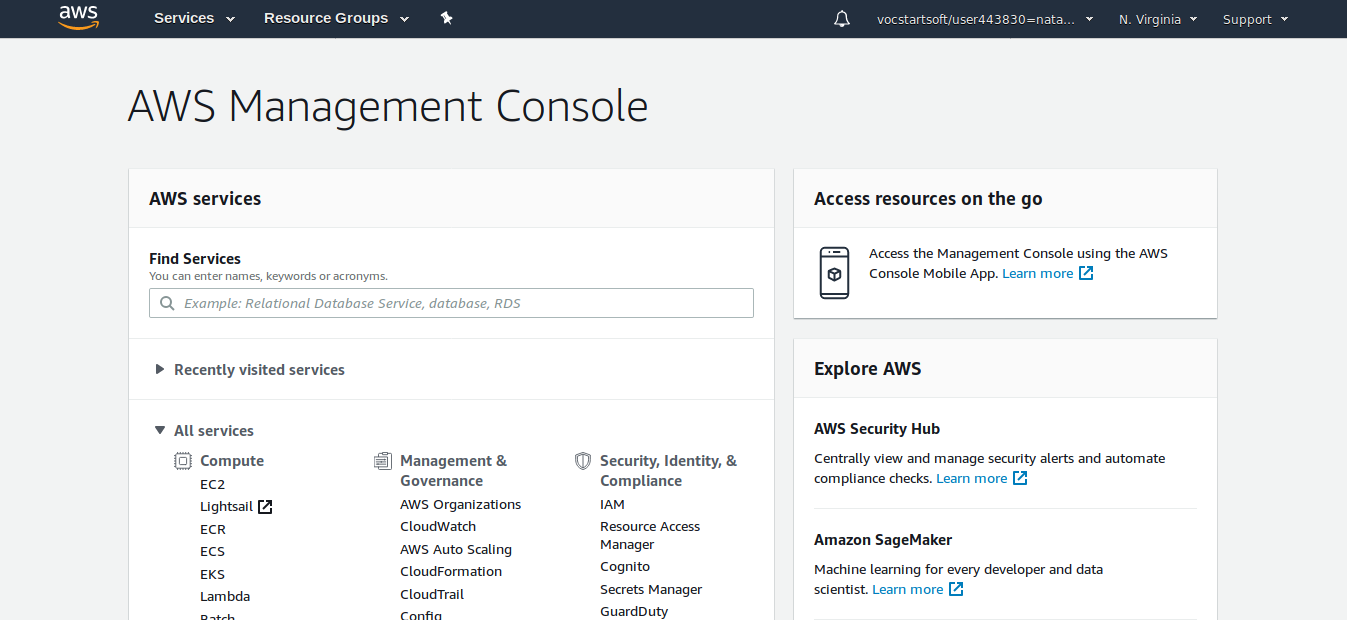 aws
Services
Resource Groups
vocstartsoft/user443830=nata...
N. Virginia
Support
AWS Management Console
AWS services
Find Services
You can enter names, keywords or acronyms.
Example: Relational Database Service, database, RDS
Recently visited services
All services
Compute
EC2
Lightsail
ECR
ECS
EKS
Lambda
Batch
Management &
Governance
AWS Organizations
CloudWatch
AWS Auto Scaling
CloudFormation
CloudTrail
Config
Security, Identity, &
Compliance
IAM
Resource Access
Manager
Cognito
Secrets Manager
GuardDuty
Access resources on the go
Access the Management Console using the AWS
Console Mobile App. Learn more
Explore AWS
AWS Security Hub
Centrally view and manage security alerts and automate
compliance checks. Learn more
Amazon SageMaker
Machine learning for every developer and data
scientist. Learn more